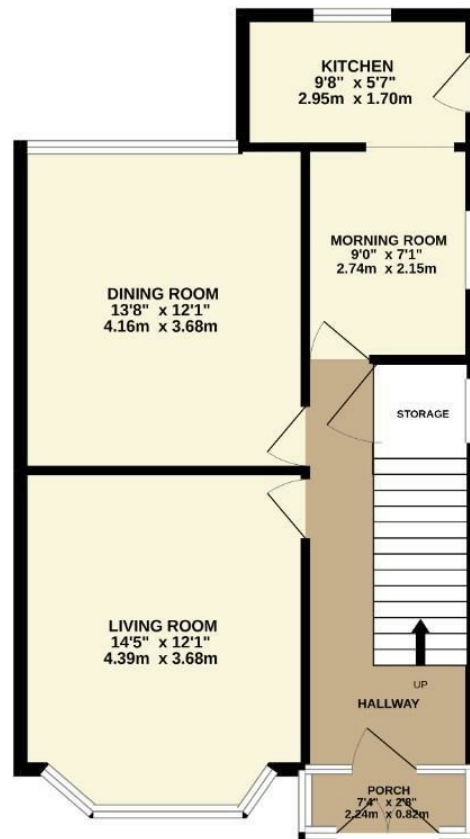 KITCHEN
9'8" x 5'7"
2.95m x 1.70m
MORNING ROOM
9'0" x 7'1"
2.74m x 2.15m
DINING ROOM
13'8" x 12'1"
4.16m x 3.68m
STORAGE
LIVING ROOM
14'5" x 12'1"
4.39m x 3.68m
UP
HALLWAY
PORCH
7'4" x 2'8"
2.24m x 0.82m